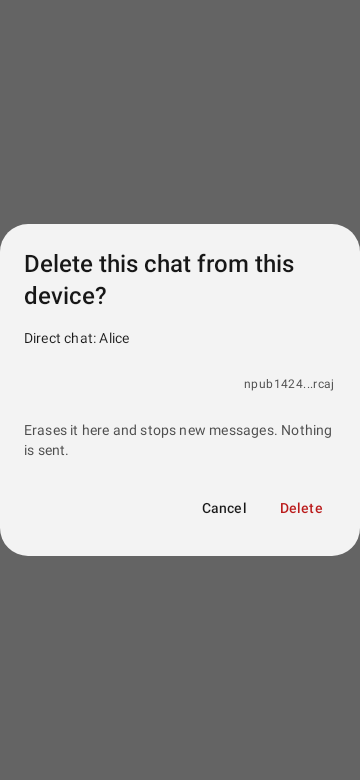 Delete this chat from this
device?
Direct chat: Alice
npub1424...rcaj
Erases it here and stops new messages. Nothing
is sent.
Cancel
Delete